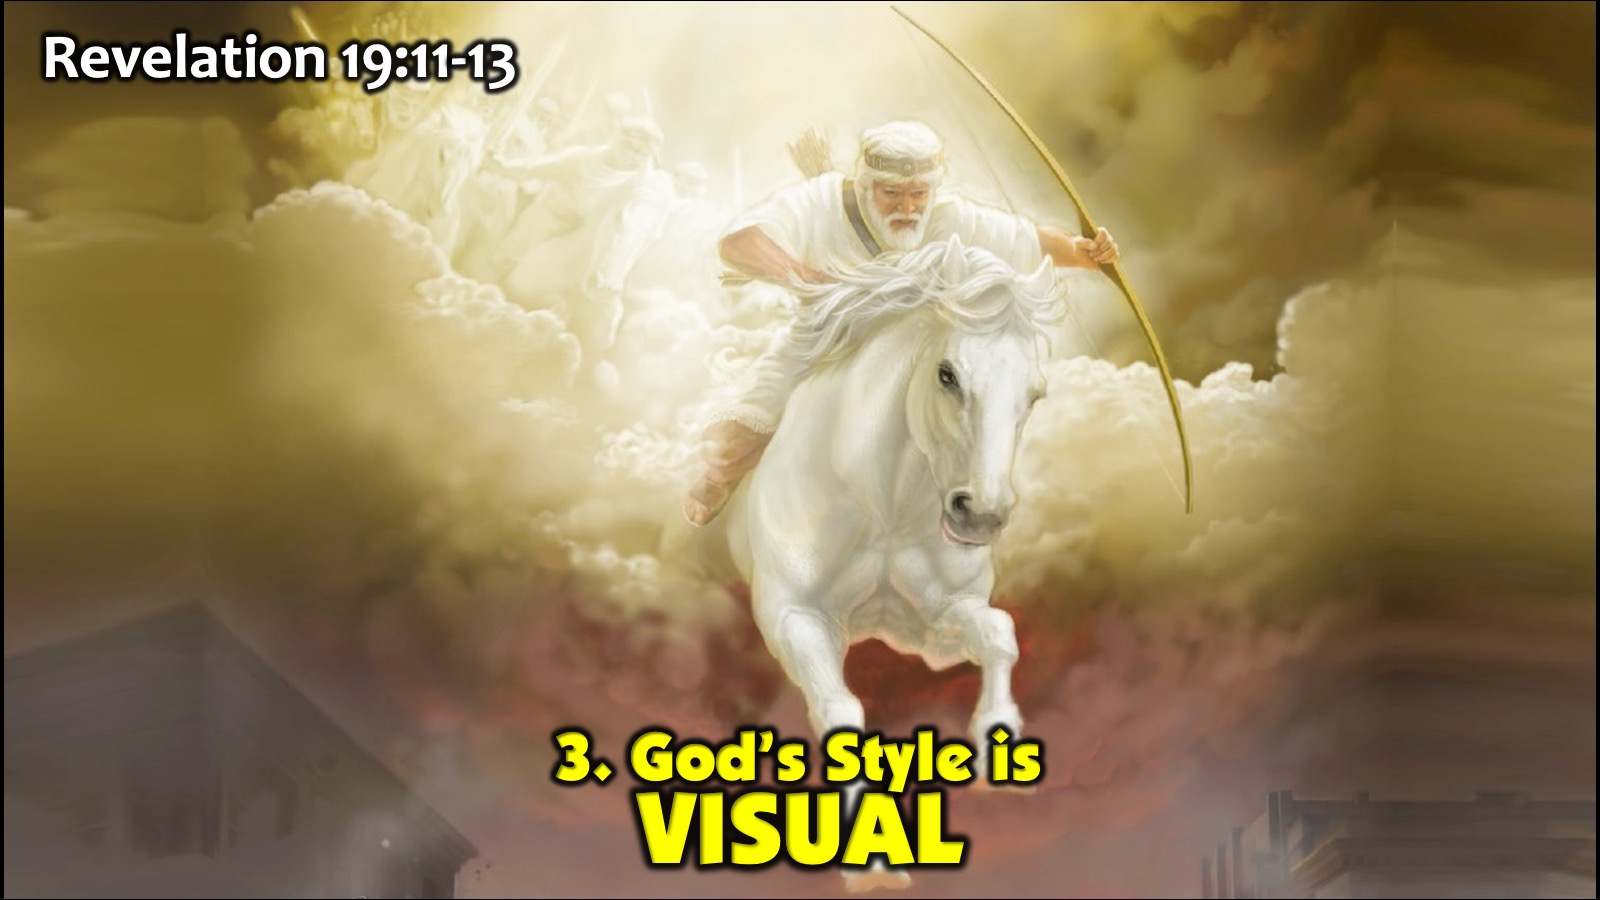 Revelation 19:11-13
3. God's Style is
VISUAL